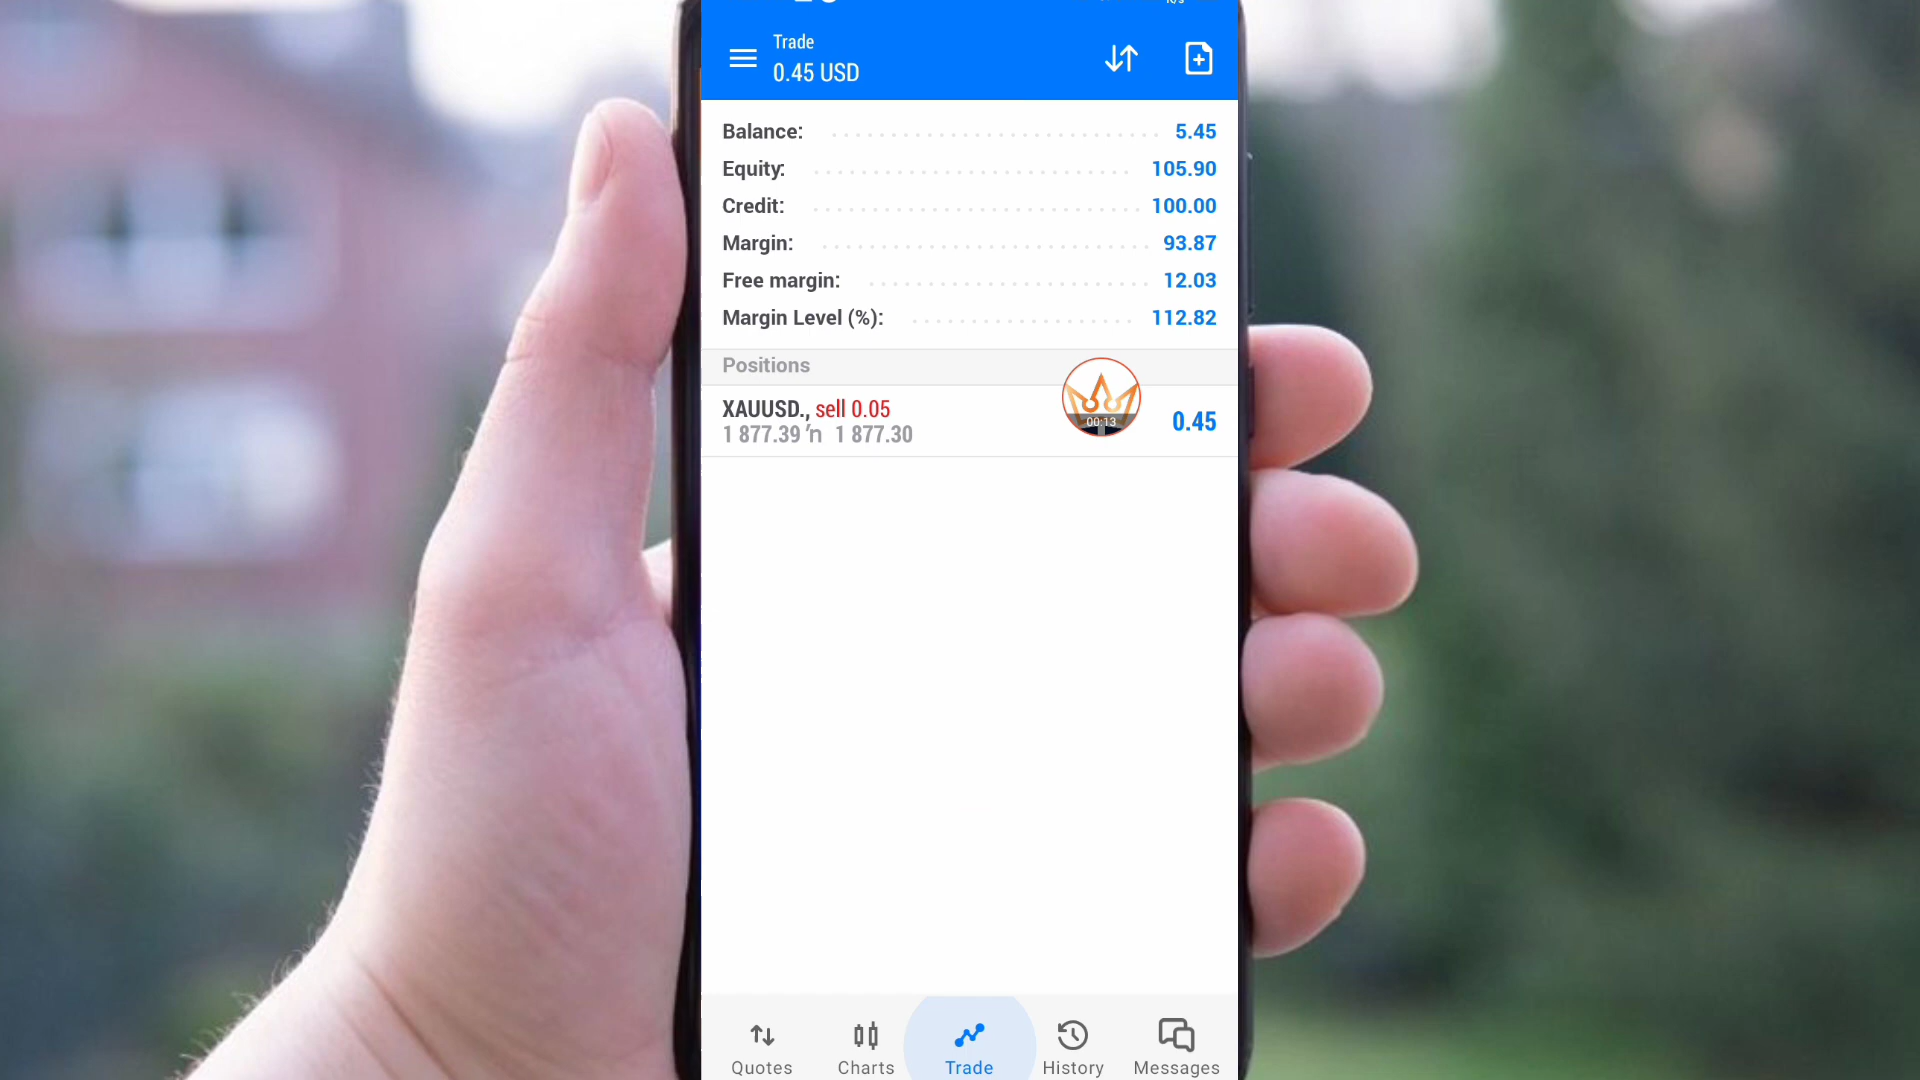 Trade
0.45 USD
Balance: 5.45
Equity: 105.90
Credit: 100.00
Margin: 93.87
Free margin: 12.03
Margin Level (%): 112.82
Positions
XAUUSD., sell 0.05
1 877.39 1 877.30
0.45
00:13
Quotes
Charts
Trade
History
Messages